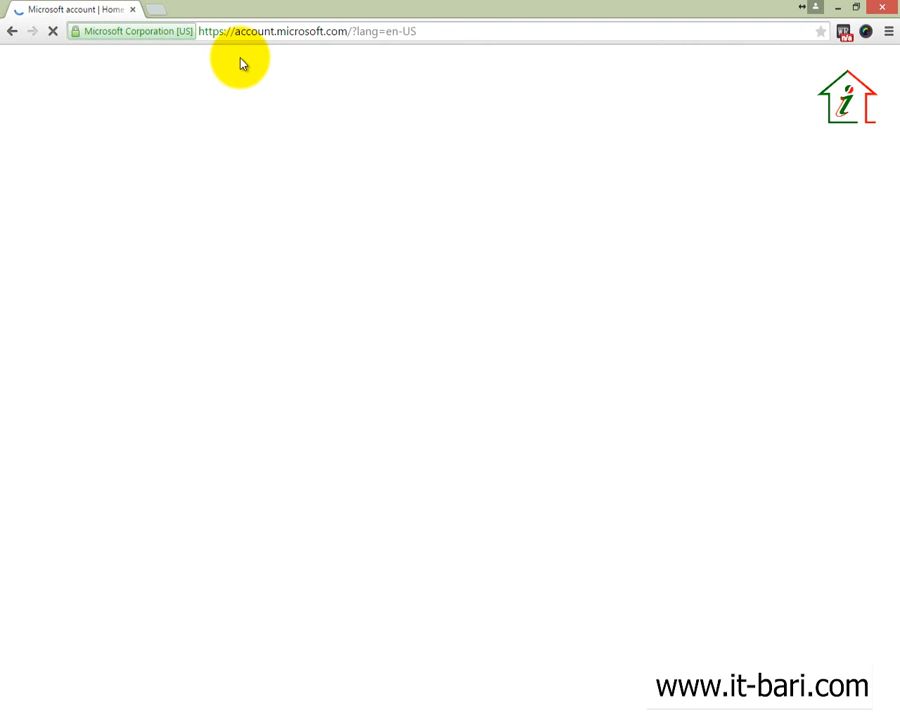 Microsoft account | Home
Microsoft Corporation [US] https://account.microsoft.com/?lang=en-US
i
www.it-bari.com